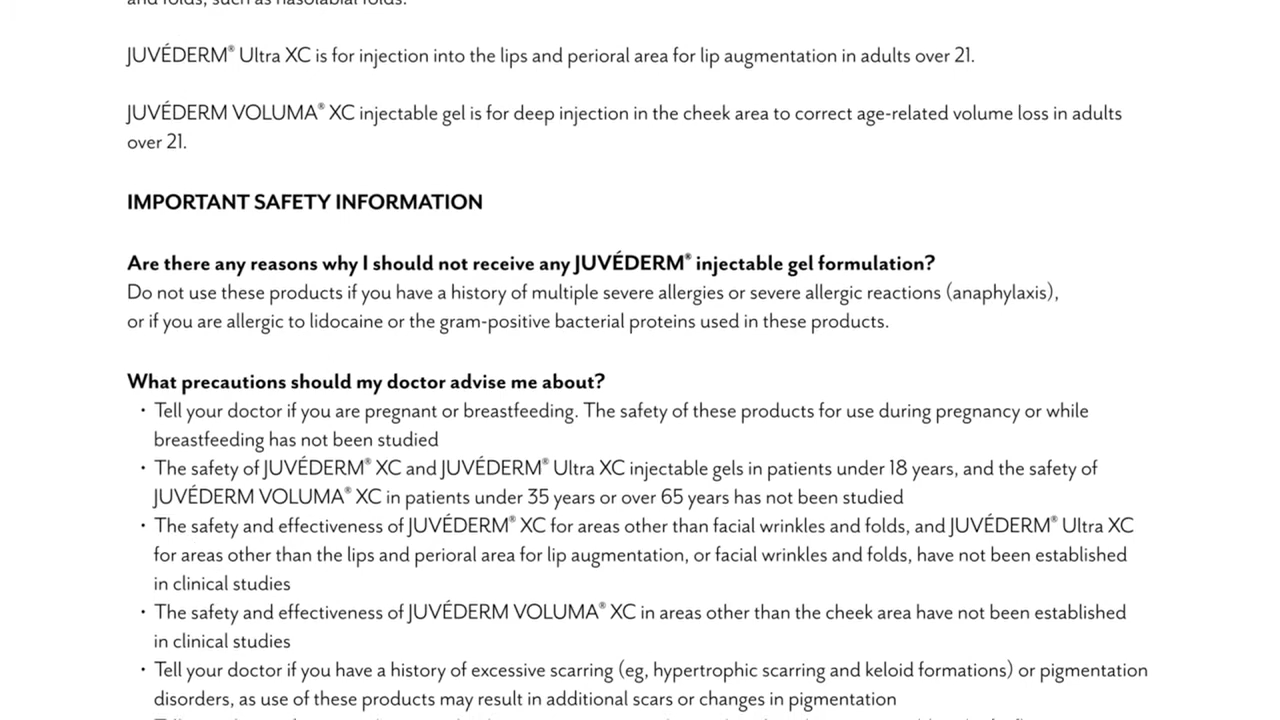 and folds, such as nasolabial folds.
JUVÉDERM® Ultra XC is for injection into the lips and perioral area for lip augmentation in adults over 21.
JUVÉDERM VOLUMA® XC injectable gel is for deep injection in the cheek area to correct age-related volume loss in adults
over 21.
IMPORTANT SAFETY INFORMATION
Are there any reasons why I should not receive any JUVÉDERM® injectable gel formulation?
Do not use these products if you have a history of multiple severe allergies or severe allergic reactions (anaphylaxis),
or if you are allergic to lidocaine or the gram-positive bacterial proteins used in these products.
What precautions should my doctor advise me about?
• Tell your doctor if you are pregnant or breastfeeding. The safety of these products for use during pregnancy or while
breastfeeding has not been studied
• The safety of JUVÉDERM® XC and JUVÉDERM® Ultra XC injectable gels in patients under 18 years, and the safety of
JUVÉDERM VOLUMA® XC in patients under 35 years or over 65 years has not been studied
• The safety and effectiveness of JUVÉDERM® XC for areas other than facial wrinkles and folds, and JUVÉDERM® Ultra XC
for areas other than the lips and perioral area for lip augmentation, or facial wrinkles and folds, have not been established
in clinical studies
• The safety and effectiveness of JUVÉDERM VOLUMA® XC in areas other than the cheek area have not been established
in clinical studies
• Tell your doctor if you have a history of excessive scarring (eg, hypertrophic scarring and keloid formations) or pigmentation
disorders, as use of these products may result in additional scars or changes in pigmentation